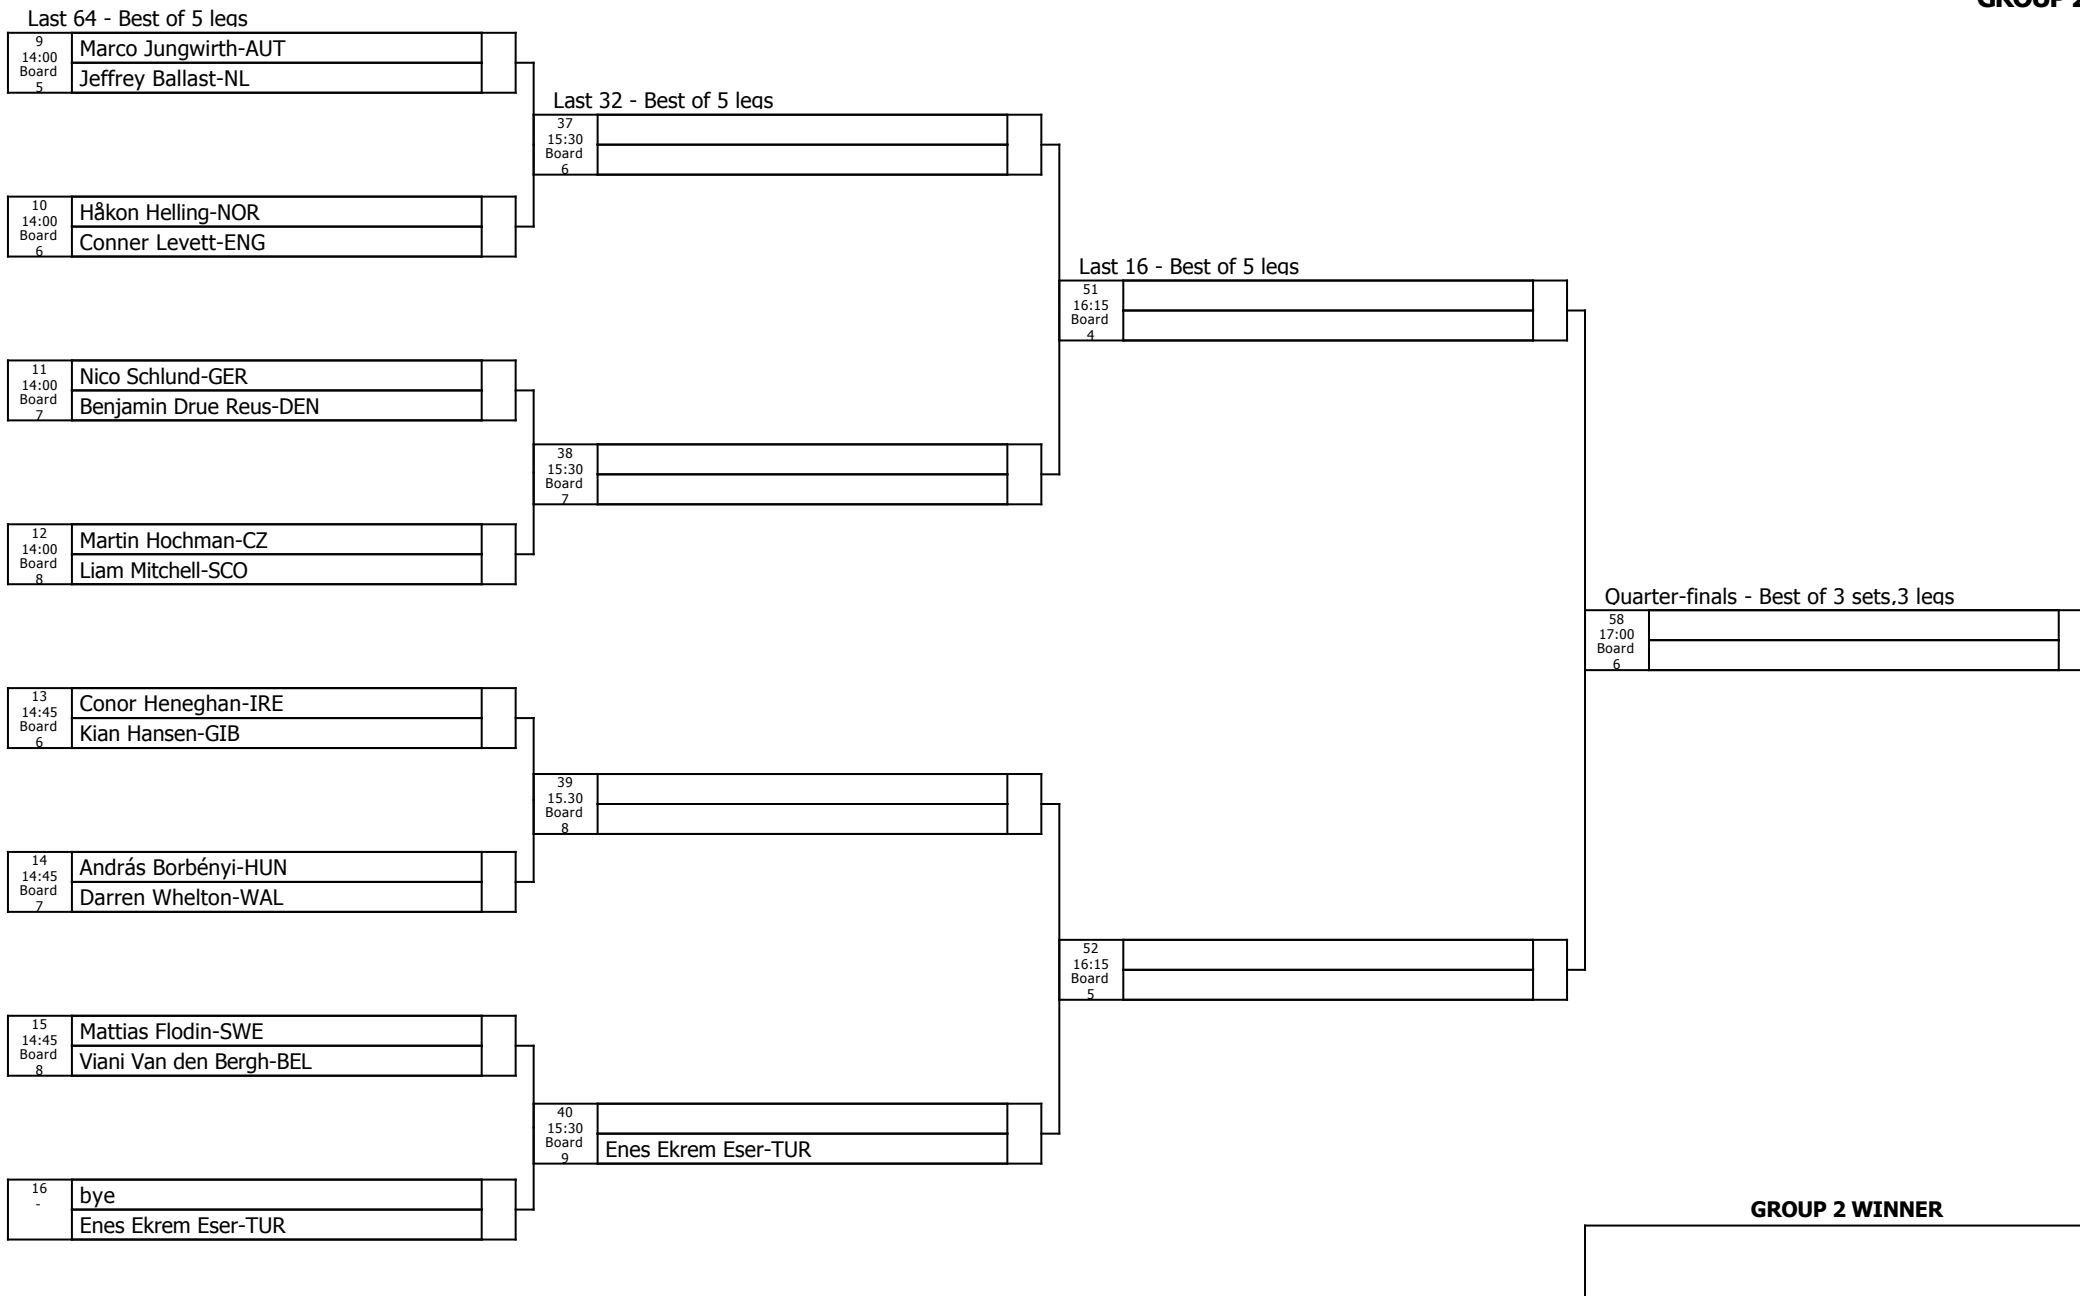 GROUP 2
Last 64 - Best of 5 legs
9
14:00
Board
5
Marco Jungwirth-AUT
Jeffrey Ballast-NL
Last 32 - Best of 5 legs
37
15:30
Board
6
10
14:00
Board
6
Håkon Helling-NOR
Conner Levett-ENG
Last 16 - Best of 5 legs
51
16:15
Board
4
11
14:00
Board
7
Nico Schlund-GER
Benjamin Drue Reus-DEN
38
15:30
Board
7
12
14:00
Board
8
Martin Hochman-CZ
Liam Mitchell-SCO
Quarter-finals - Best of 3 sets,3 legs
58
17:00
Board
6
13
14:45
Board
6
Conor Heneghan-IRE
Kian Hansen-GIB
39
15.30
Board
8
14
14:45
Board
7
András Borbényi-HUN
Darren Whelton-WAL
52
16:15
Board
5
15
14:45
Board
8
Mattias Flodin-SWE
Viani Van den Bergh-BEL
40
15:30
Board
9
Enes Ekrem Eser-TUR
16
-
bye
Enes Ekrem Eser-TUR
GROUP 2 WINNER